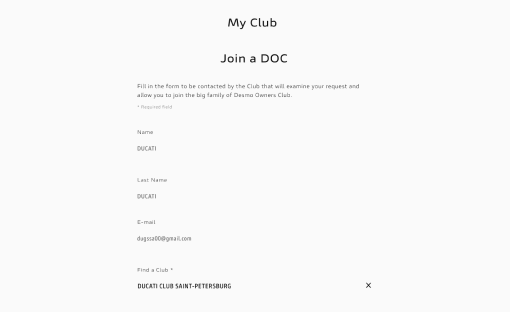 My Club
Join a DOC
Fill in the form to be contacted by the Club that will examine your request and
allow you to join the big family of Desmo Owners Club.
* Required field
Name
DUCATI
Last Name
DUCATI
E-mail
dugssa00@gmail.com
Find a Club *
DUCATI CLUB SAINT-PETERSBURG X